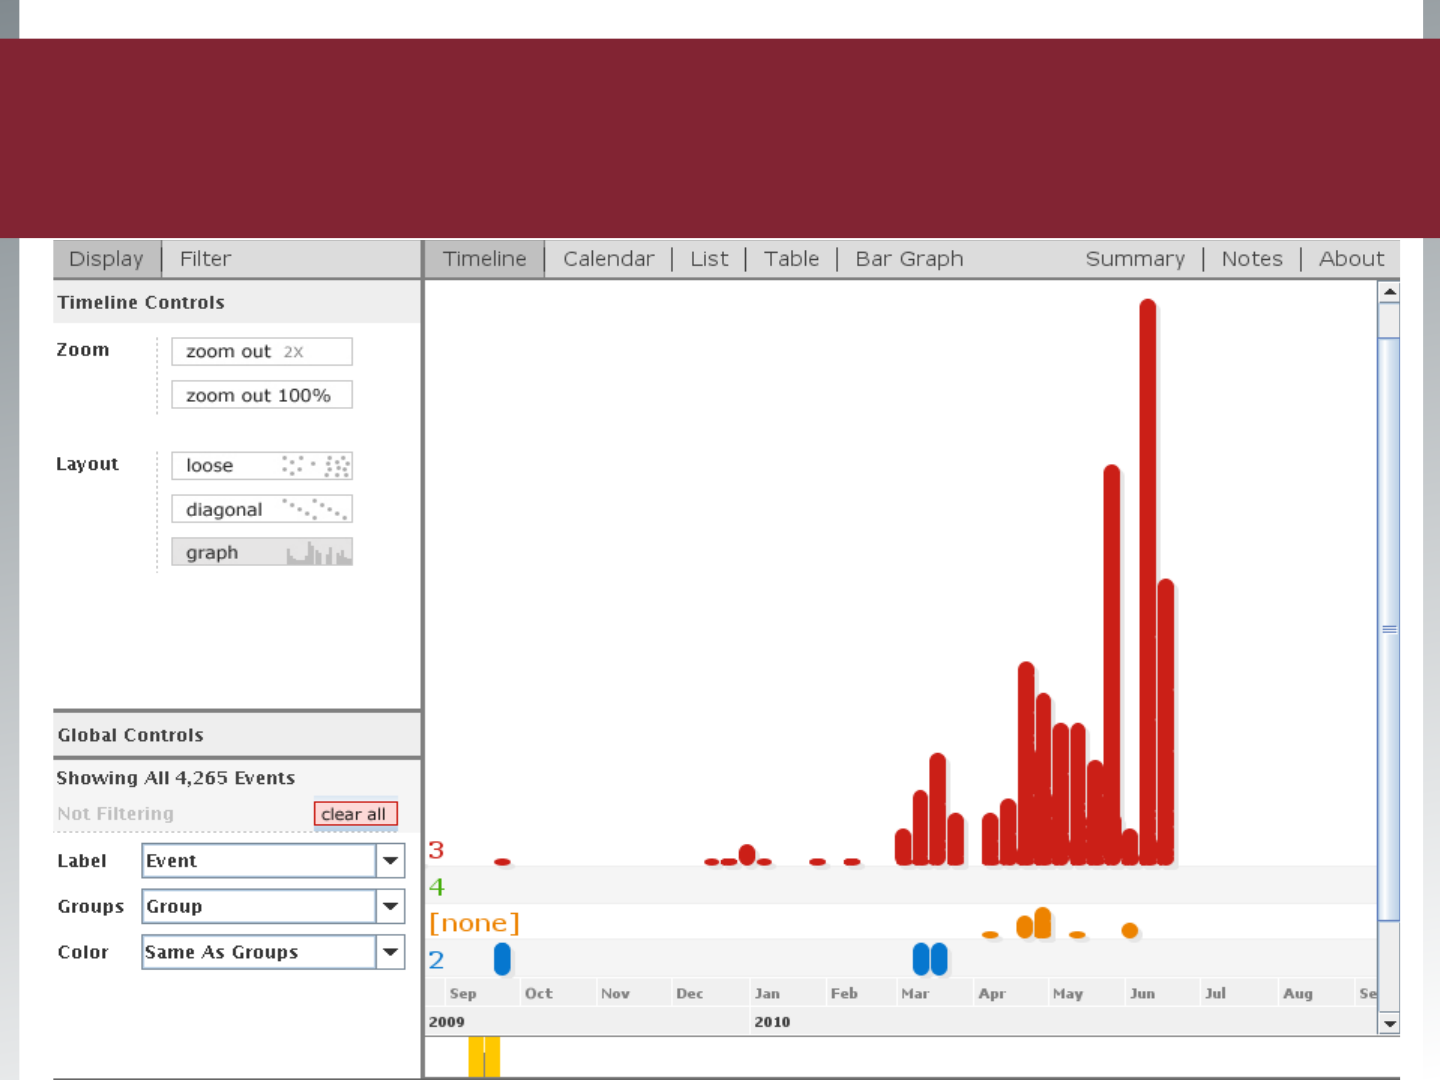 Display Filter
Timeline Calendar List Table Bar Graph Summary Notes About
Timeline Controls
Zoom
zoom out 2X
zoom out 100%
Layout
loose
diagonal
graph
Global Controls
Showing All 4,265 Events
Not Filtering clear all
Label Event
Groups Group
Color Same As Groups
3
4
[none]
2
Sep Oct Nov Dec Jan Feb Mar Apr May Jun Jul Aug Se
2009 2010